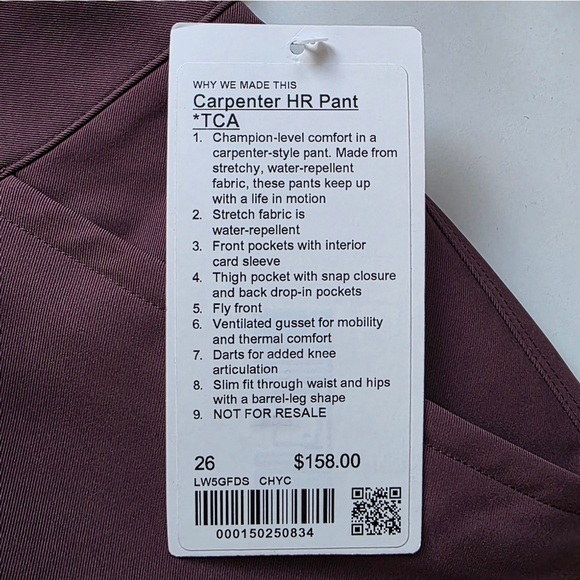 WHY WE MADE THIS
Carpenter HR Pant
*TCA
1. Champion-level comfort in a
carpenter-style pant. Made from
stretchy, water-repellent
fabric, these pants keep up
with a life in motion
2. Stretch fabric is
water-repellent
3. Front pockets with interior
card sleeve
4. Thigh pocket with snap closure
and back drop-in pockets
5. Fly front
6. Ventilated gusset for mobility
and thermal comfort
7. Darts for added knee
articulation
8. Slim fit through waist and hips
with a barrel-leg shape
9. NOT FOR RESALE
26 $158.00
LW5GFDS CHYC
000150250834